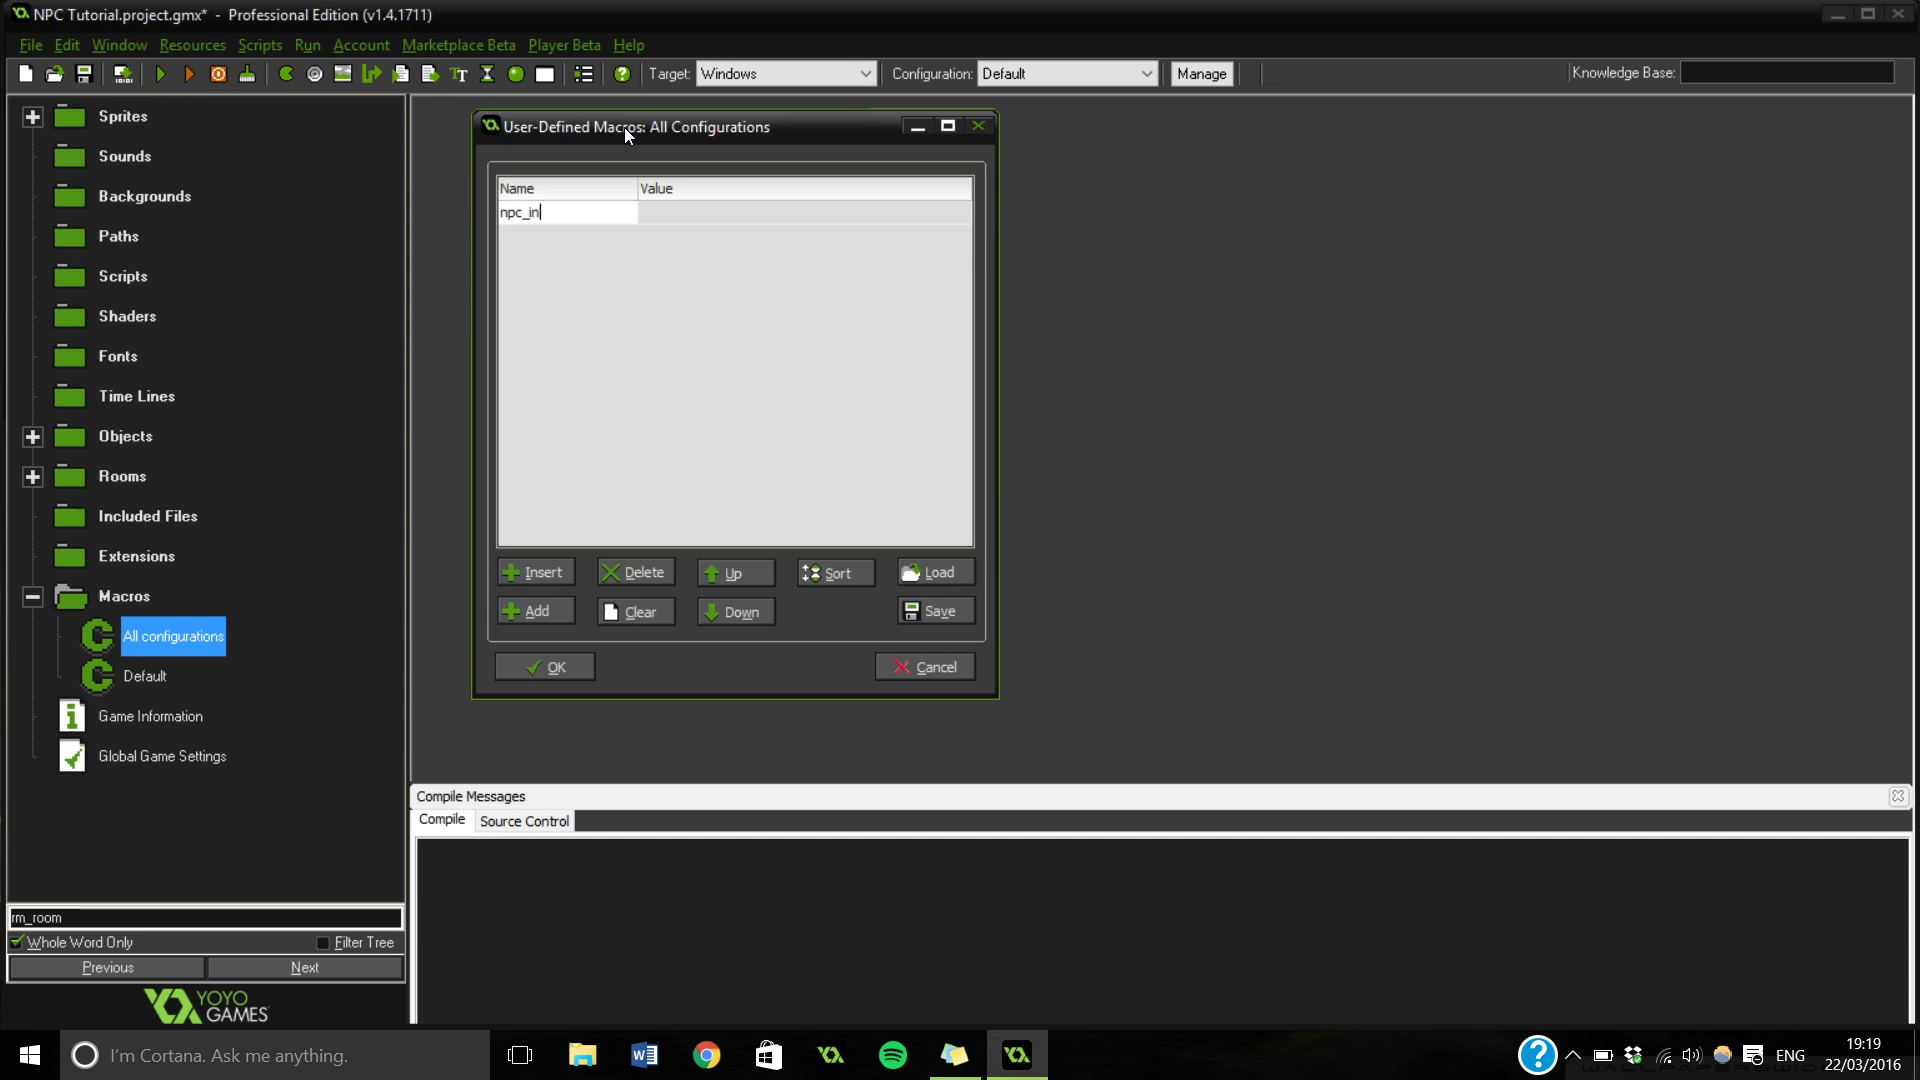 NPC Tutorial.project.gmx* - Professional Edition (v1.4.1711)
File Edit Window Resources Scripts Run Account Marketplace Beta Player Beta Help
Target: Windows Configuration: Default Manage Knowledge Base:
Sprites
Sounds
Backgrounds
Paths
Scripts
Shaders
Fonts
Time Lines
Objects
Rooms
Included Files
Extensions
Macros
All configurations
Default
Game Information
Global Game Settings
rm_room
Whole Word Only Filter Tree
Previous Next
YOYO
GAMES
User-Defined Macros: All Configurations
Name Value
npc_in
Insert Delete Up Sort Load
Add Clear Down Save
OK Cancel
Compile Messages
Compile Source Control
I'm Cortana. Ask me anything.
ENG
19:19
22/03/2016